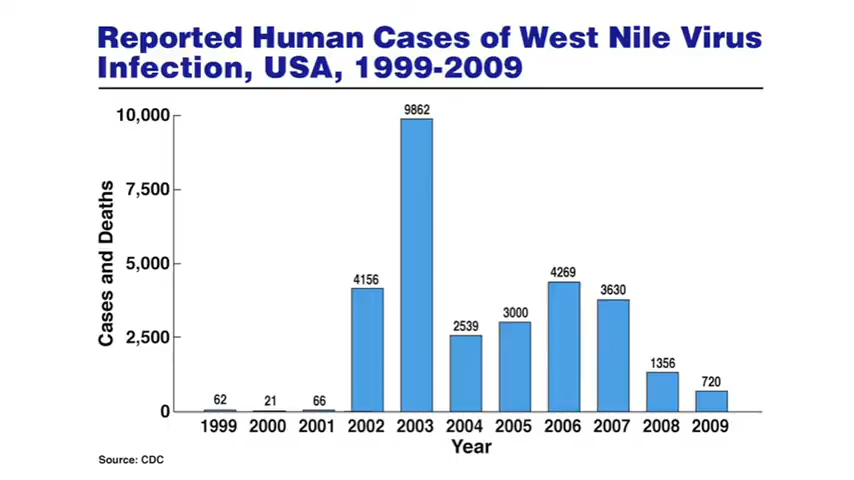 Reported Human Cases of West Nile Virus
Infection, USA, 1999-2009
Cases and Deaths
10,000
7,500
5,000
2,500
0
62
21
66
4156
9862
2539
3000
4269
3630
1356
720
1999 2000 2001 2002 2003 2004 2005 2006 2007 2008 2009
Year
Source: CDC